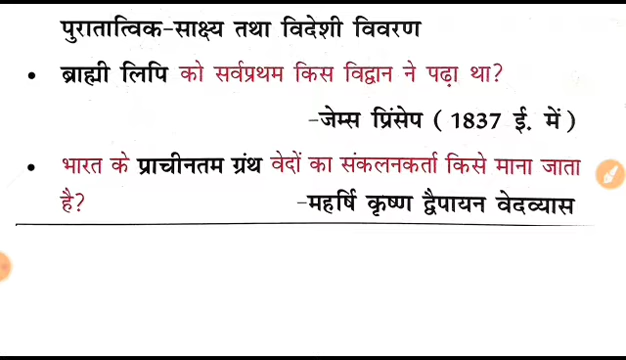 पुरातात्विक-साक्ष्य तथा विदेशी विवरण
• ब्राह्मी लिपि को सर्वप्रथम किस विद्वान ने पढ़ा था?
-जेम्स प्रिंसेप ( 1837 ई. में )
• भारत के प्राचीनतम ग्रंथ वेदों का संकलनकर्ता किसे माना जाता
है? -महर्षि कृष्ण द्वैपायन वेदव्यास